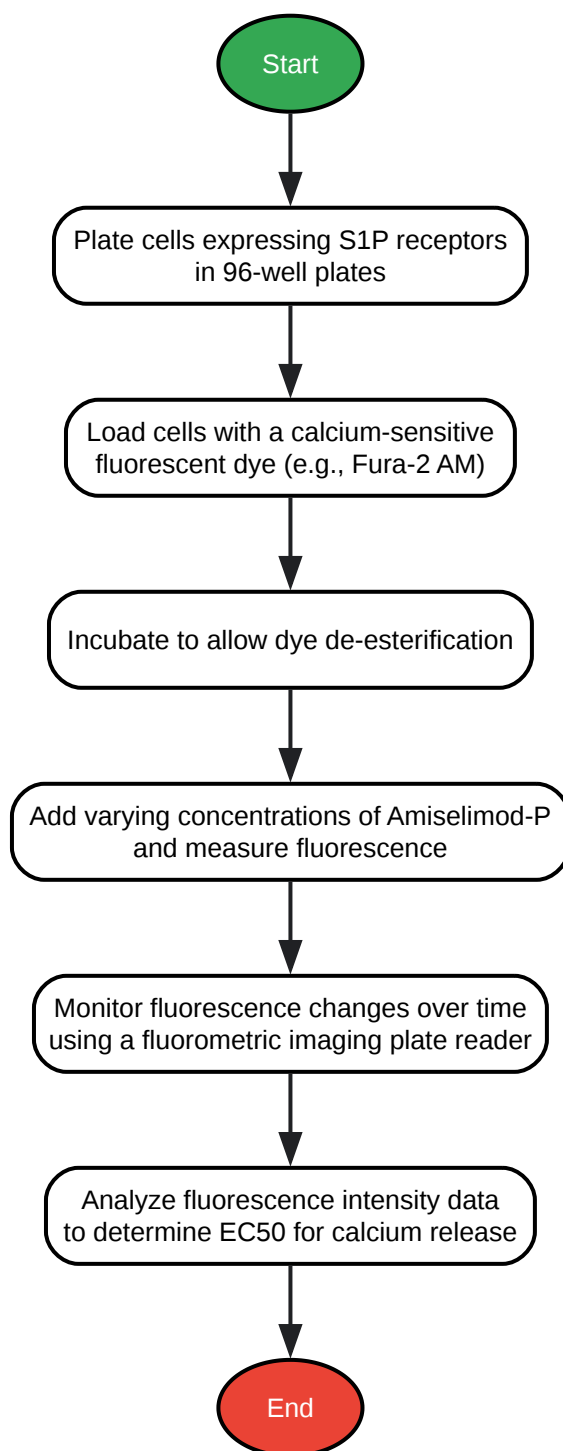 Start
Plate cells expressing S1P receptors
in 96-well plates
Load cells with a calcium-sensitive
fluorescent dye (e.g., Fura-2 AM)
Incubate to allow dye de-esterification
Add varying concentrations of Amiselimod-P
and measure fluorescence
Monitor fluorescence changes over time
using a fluorometric imaging plate reader
Analyze fluorescence intensity data
to determine EC50 for calcium release
End